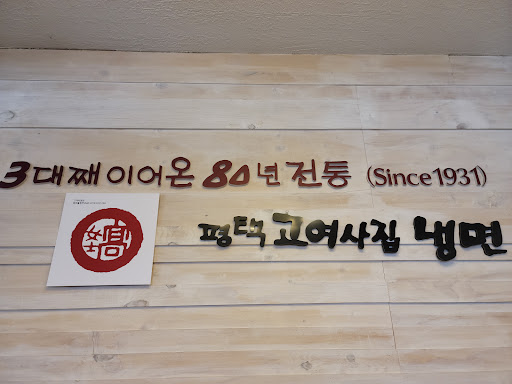 3대째 이어온 80년 전통 (Since1931)
평택 고여사집 냉면